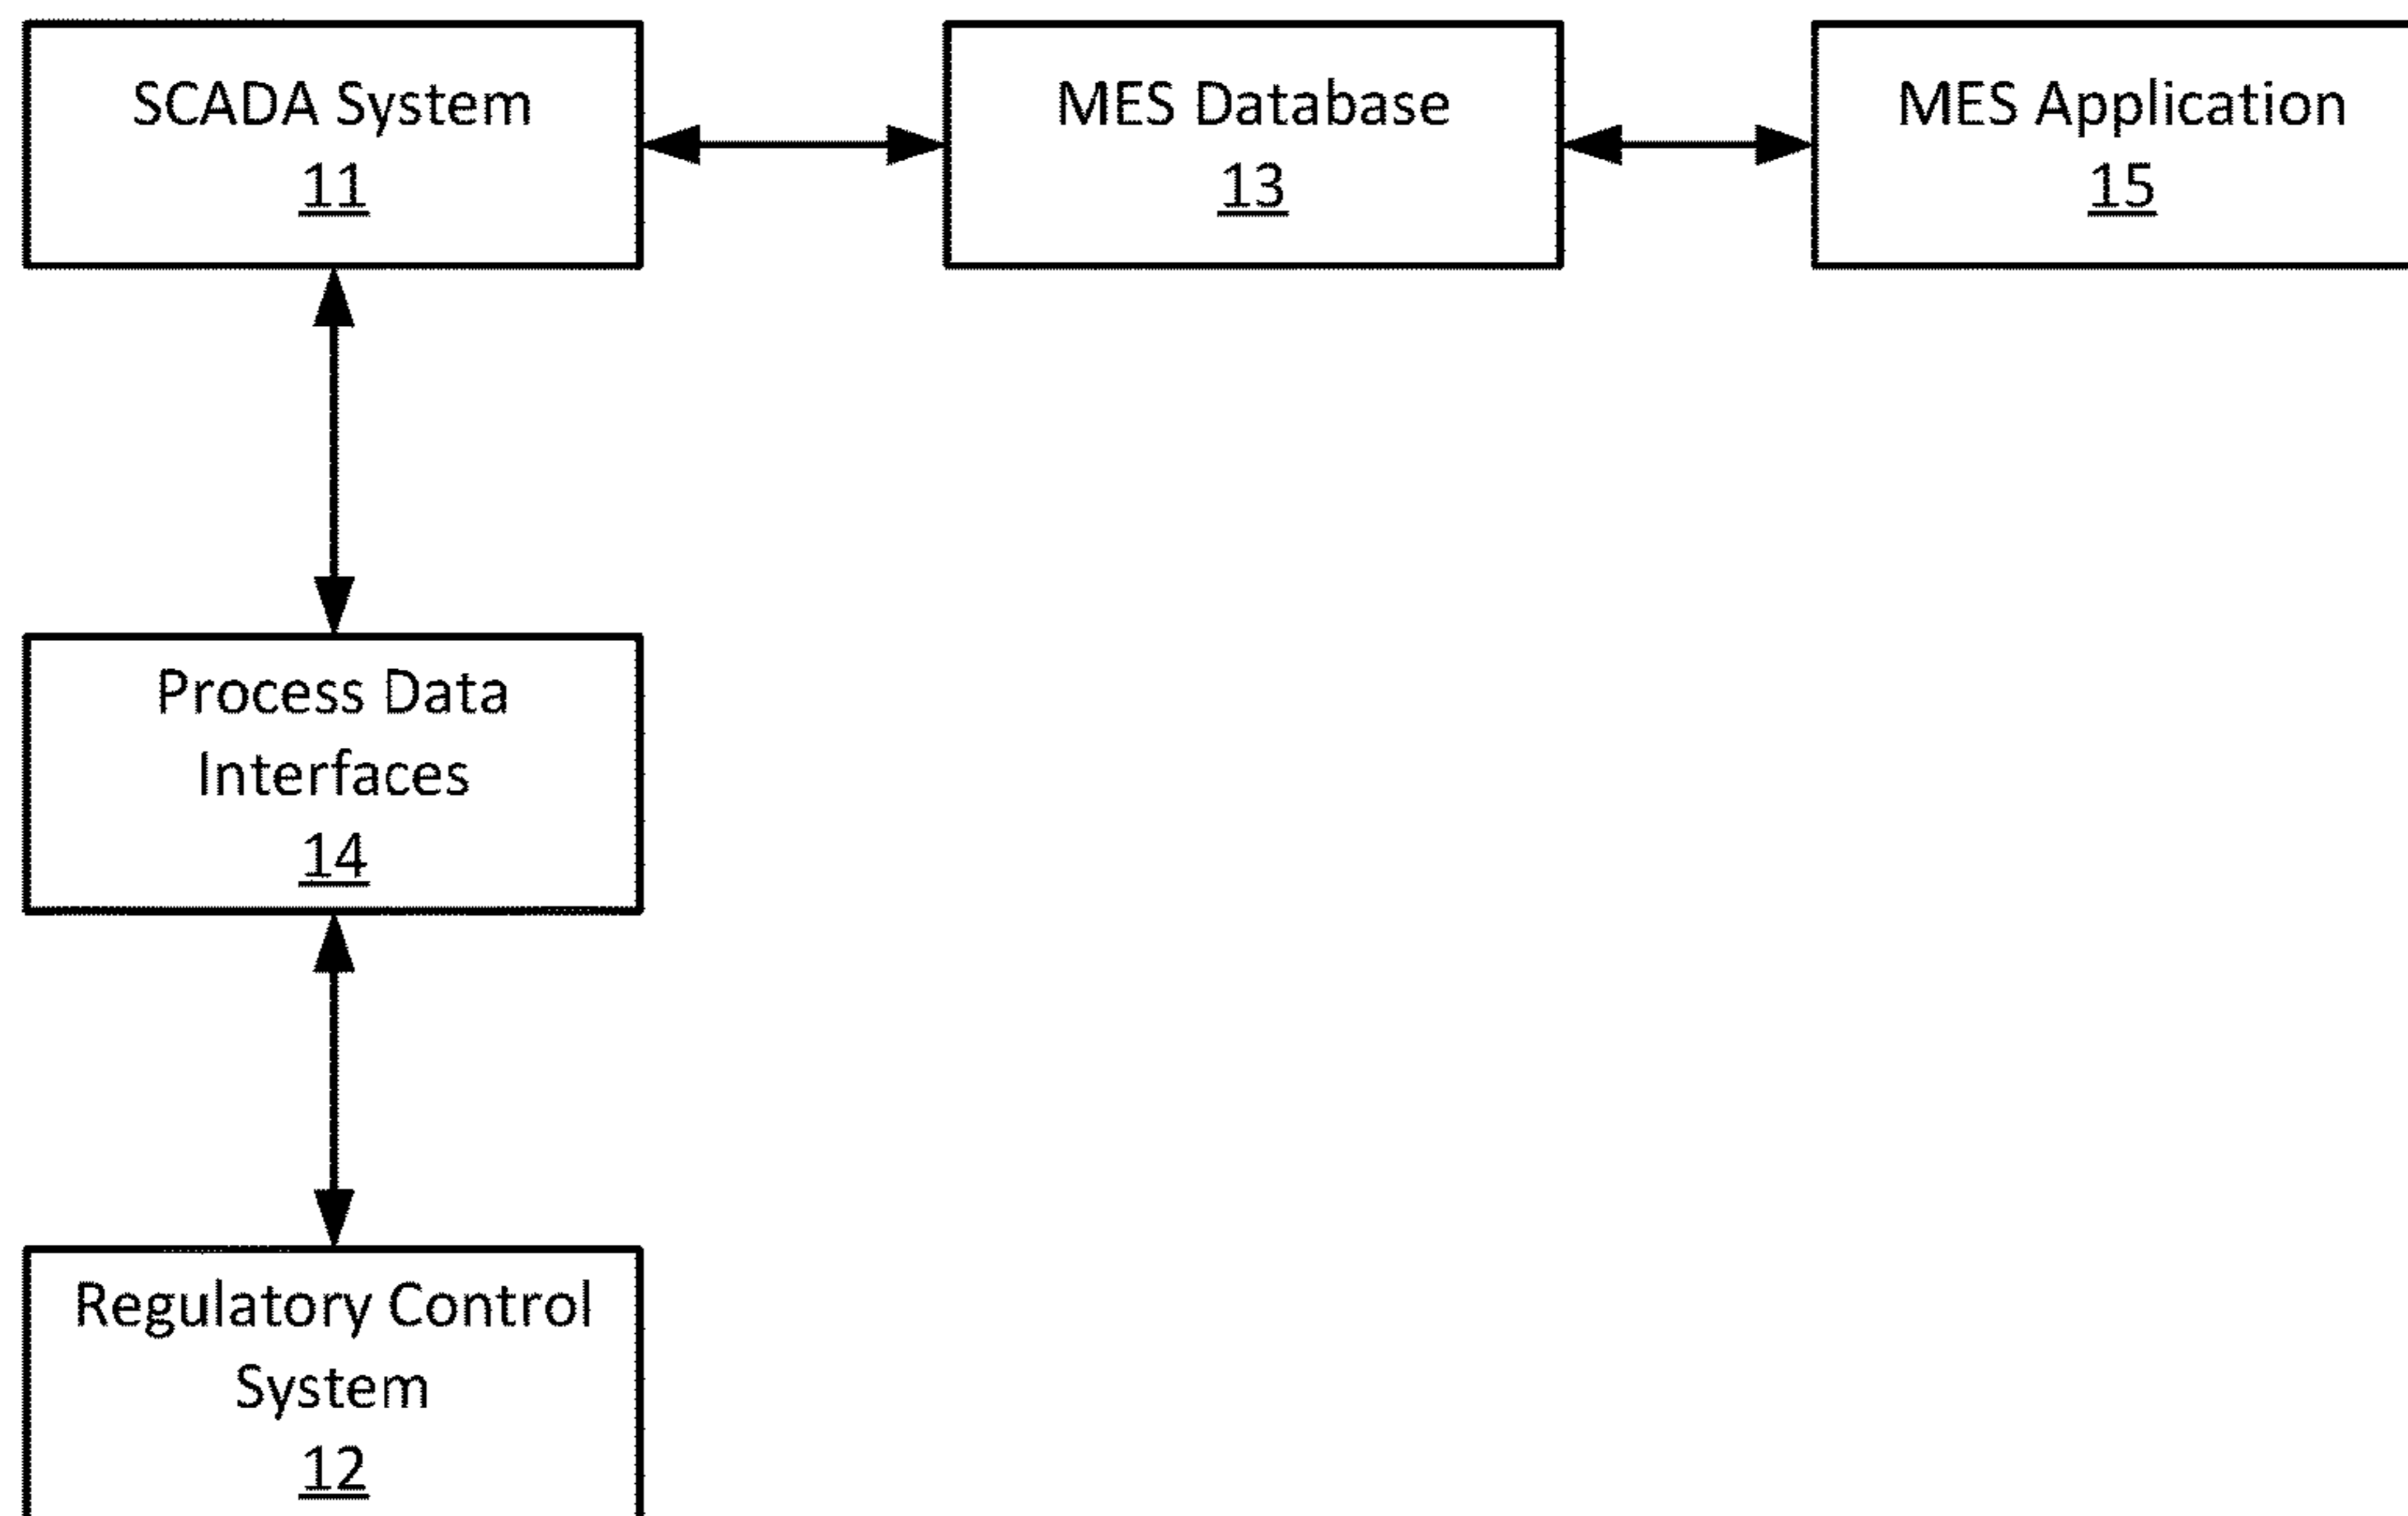 SCADA System
11
MES Database
13
MES Application
15
Process Data
Interfaces
14
Regulatory Control
System
12